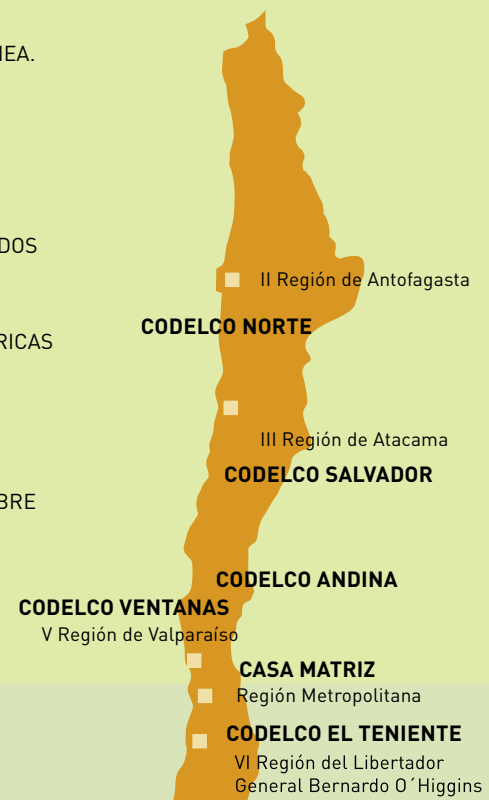 NEA.
DOS
II Región de Antofagasta
CODELCO NORTE
RICAS
III Región de Atacama
CODELCO SALVADOR
BRE
CODELCO ANDINA
CODELCO VENTANAS
V Región de Valparaíso
CASA MATRIZ
Región Metropolitana
CODELCO EL TENIENTE
VI Región del Libertador
General Bernardo O´Higgins